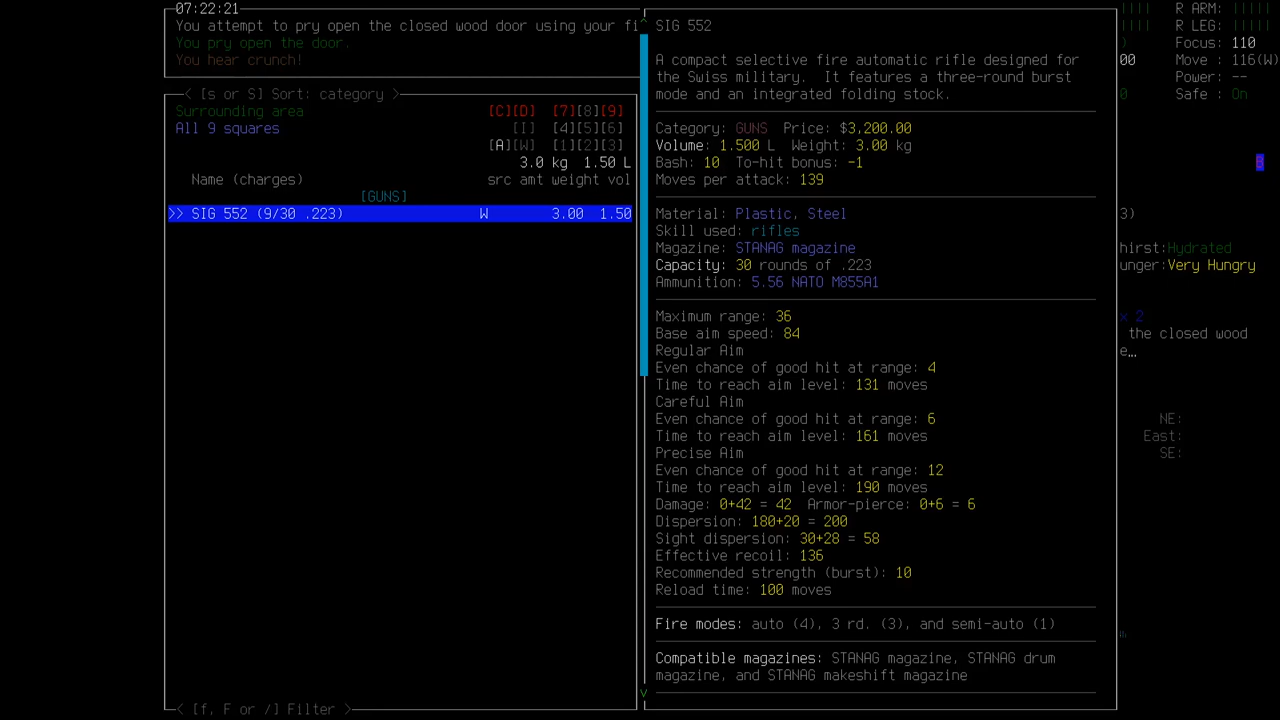 07:22:21
You attempt to pry open the closed wood door using your fi
You pry open the door.
You hear crunch!
< [s or S] Sort: category >
Surrounding area [C][D] [7][8][9]
All 9 squares [I] [4][5][6]
[A][W] [1][2][3]
3.0 kg 1.50 L
Name (charges) src amt weight vol
[GUNS]
>> SIG 552 (9/30 .223) W 3.00 1.50
< [f, F or /] Filter >
SIG 552
A compact selective fire automatic rifle designed for
the Swiss military. It features a three-round burst
mode and an integrated folding stock.
Category: GUNS Price: $3,200.00
Volume: 1.500 L Weight: 3.00 kg
Bash: 10 To-hit bonus: -1
Moves per attack: 139
Material: Plastic, Steel
Skill used: rifles
Magazine: STANAG magazine
Capacity: 30 rounds of .223
Ammunition: 5.56 NATO M855A1
Maximum range: 36
Base aim speed: 84
Regular Aim
Even chance of good hit at range: 4
Time to reach aim level: 131 moves
Careful Aim
Even chance of good hit at range: 6
Time to reach aim level: 161 moves
Precise Aim
Even chance of good hit at range: 12
Time to reach aim level: 190 moves
Damage: 0+42 = 42 Armor-pierce: 0+6 = 6
Dispersion: 180+20 = 200
Sight dispersion: 30+28 = 58
Effective recoil: 136
Recommended strength (burst): 10
Reload time: 100 moves
Fire modes: auto (4), 3 rd. (3), and semi-auto (1)
Compatible magazines: STANAG magazine, STANAG drum
magazine, and STANAG makeshift magazine
R ARM: |||||
R LEG: |||||
) Focus: 110
00 Move : 116(W)
Power: --
0 Safe : On
3)
hirst:Hydrated
unger:Very Hungry
x 2
the closed wood
e…
NE:
East:
SE: